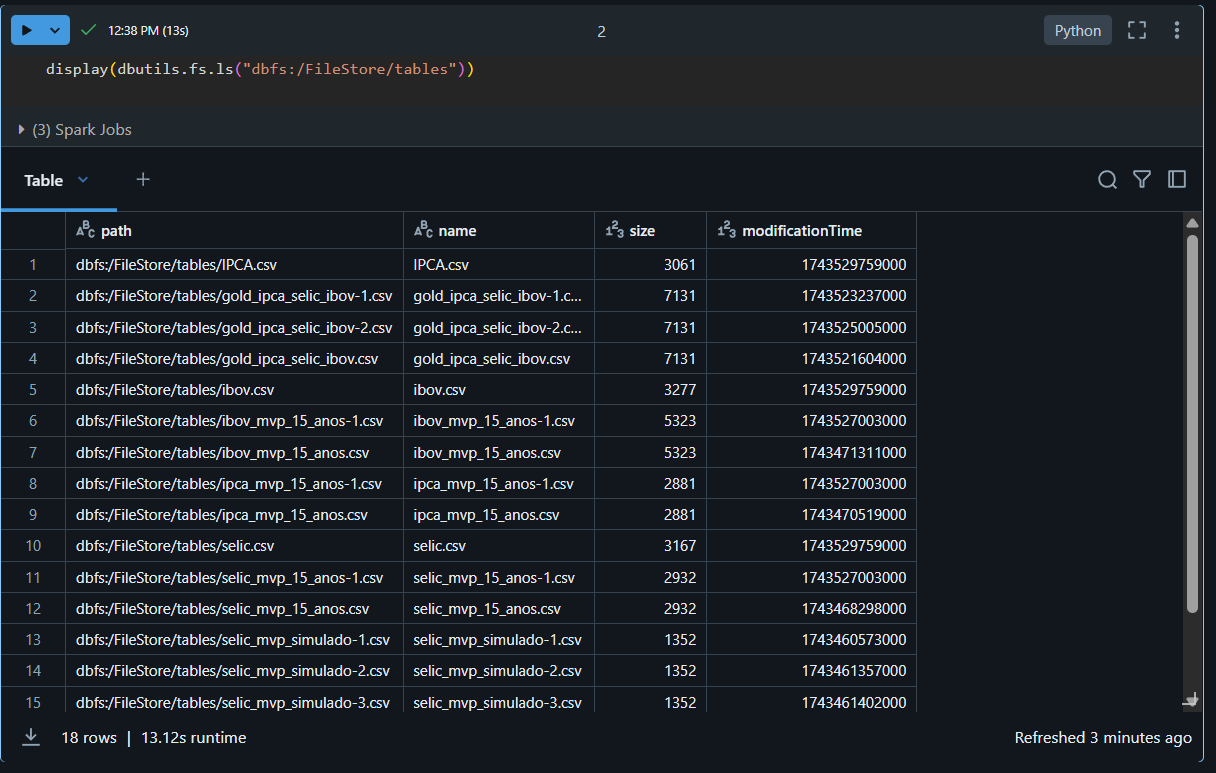 12:38 PM (13s)
2
Python
display(dbutils.fs.ls("dbfs:/FileStore/tables"))
(3) Spark Jobs
Table
ABC path ABC name 123 size 123 modificationTime
1 dbfs:/FileStore/tables/IPCA.csv IPCA.csv 3061 1743529759000
2 dbfs:/FileStore/tables/gold_ipca_selic_ibov-1.csv gold_ipca_selic_ibov-1.c... 7131 1743523237000
3 dbfs:/FileStore/tables/gold_ipca_selic_ibov-2.csv gold_ipca_selic_ibov-2.c... 7131 1743525005000
4 dbfs:/FileStore/tables/gold_ipca_selic_ibov.csv gold_ipca_selic_ibov.csv 7131 1743521604000
5 dbfs:/FileStore/tables/ibov.csv ibov.csv 3277 1743529759000
6 dbfs:/FileStore/tables/ibov_mvp_15_anos-1.csv ibov_mvp_15_anos-1.csv 5323 1743527003000
7 dbfs:/FileStore/tables/ibov_mvp_15_anos.csv ibov_mvp_15_anos.csv 5323 1743471311000
8 dbfs:/FileStore/tables/ipca_mvp_15_anos-1.csv ipca_mvp_15_anos-1.csv 2881 1743527003000
9 dbfs:/FileStore/tables/ipca_mvp_15_anos.csv ipca_mvp_15_anos.csv 2881 1743470519000
10 dbfs:/FileStore/tables/selic.csv selic.csv 3167 1743529759000
11 dbfs:/FileStore/tables/selic_mvp_15_anos-1.csv selic_mvp_15_anos-1.csv 2932 1743527003000
12 dbfs:/FileStore/tables/selic_mvp_15_anos.csv selic_mvp_15_anos.csv 2932 1743468298000
13 dbfs:/FileStore/tables/selic_mvp_simulado-1.csv selic_mvp_simulado-1.csv 1352 1743460573000
14 dbfs:/FileStore/tables/selic_mvp_simulado-2.csv selic_mvp_simulado-2.csv 1352 1743461357000
15 dbfs:/FileStore/tables/selic_mvp_simulado-3.csv selic_mvp_simulado-3.csv 1352 1743461402000
18 rows | 13.12s runtime
Refreshed 3 minutes ago